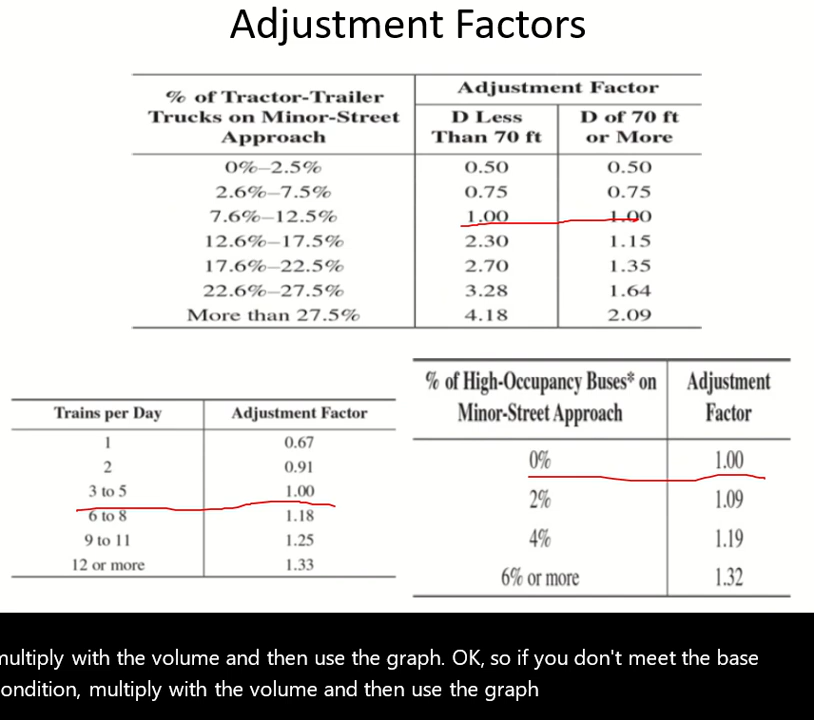 Adjustment Factors
% of Tractor-Trailer Trucks on Minor-Street Approach
Adjustment Factor
D Less Than 70 ft
D of 70 ft or More
0%–2.5% 0.50 0.50
2.6%–7.5% 0.75 0.75
7.6%–12.5% 1.00 1.00
12.6%–17.5% 2.30 1.15
17.6%–22.5% 2.70 1.35
22.6%–27.5% 3.28 1.64
More than 27.5% 4.18 2.09
Trains per Day Adjustment Factor
1 0.67
2 0.91
3 to 5 1.00
6 to 8 1.18
9 to 11 1.25
12 or more 1.33
% of High-Occupancy Buses* on Minor-Street Approach
Adjustment Factor
0% 1.00
2% 1.09
4% 1.19
6% or more 1.32
multiply with the volume and then use the graph. OK, so if you don't meet the base
ondition, multiply with the volume and then use the graph